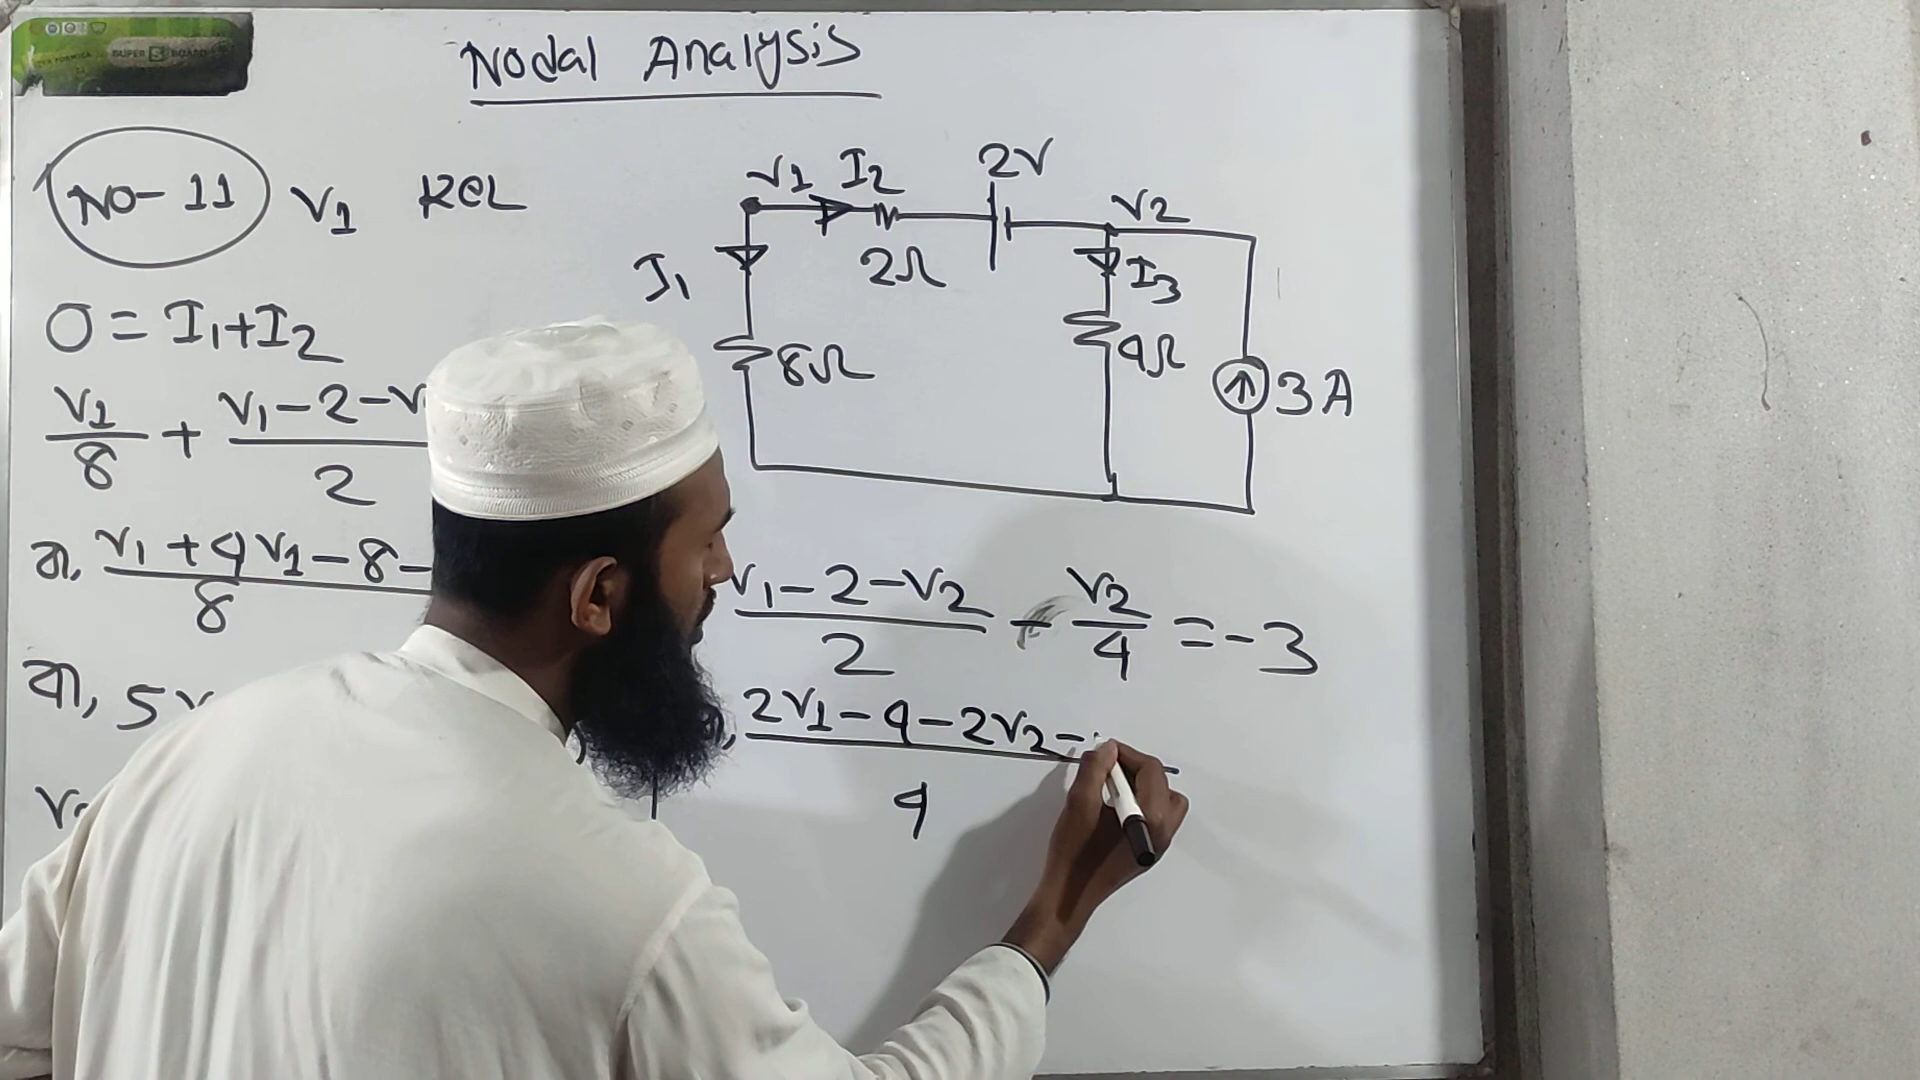 SUPER BOARD
Nodal Analysis
NO-11 V1 KCL
0 = I1+I2
V1/8 + V1-2-V
2
বা, V1+4V1-8-
8
বা, 5V
V1 I2 2V V2
I1 2Ω I3
8Ω 4Ω 3A
V1-2-V2/2 - V2/4 = -3
2V1-4-2V2-
4